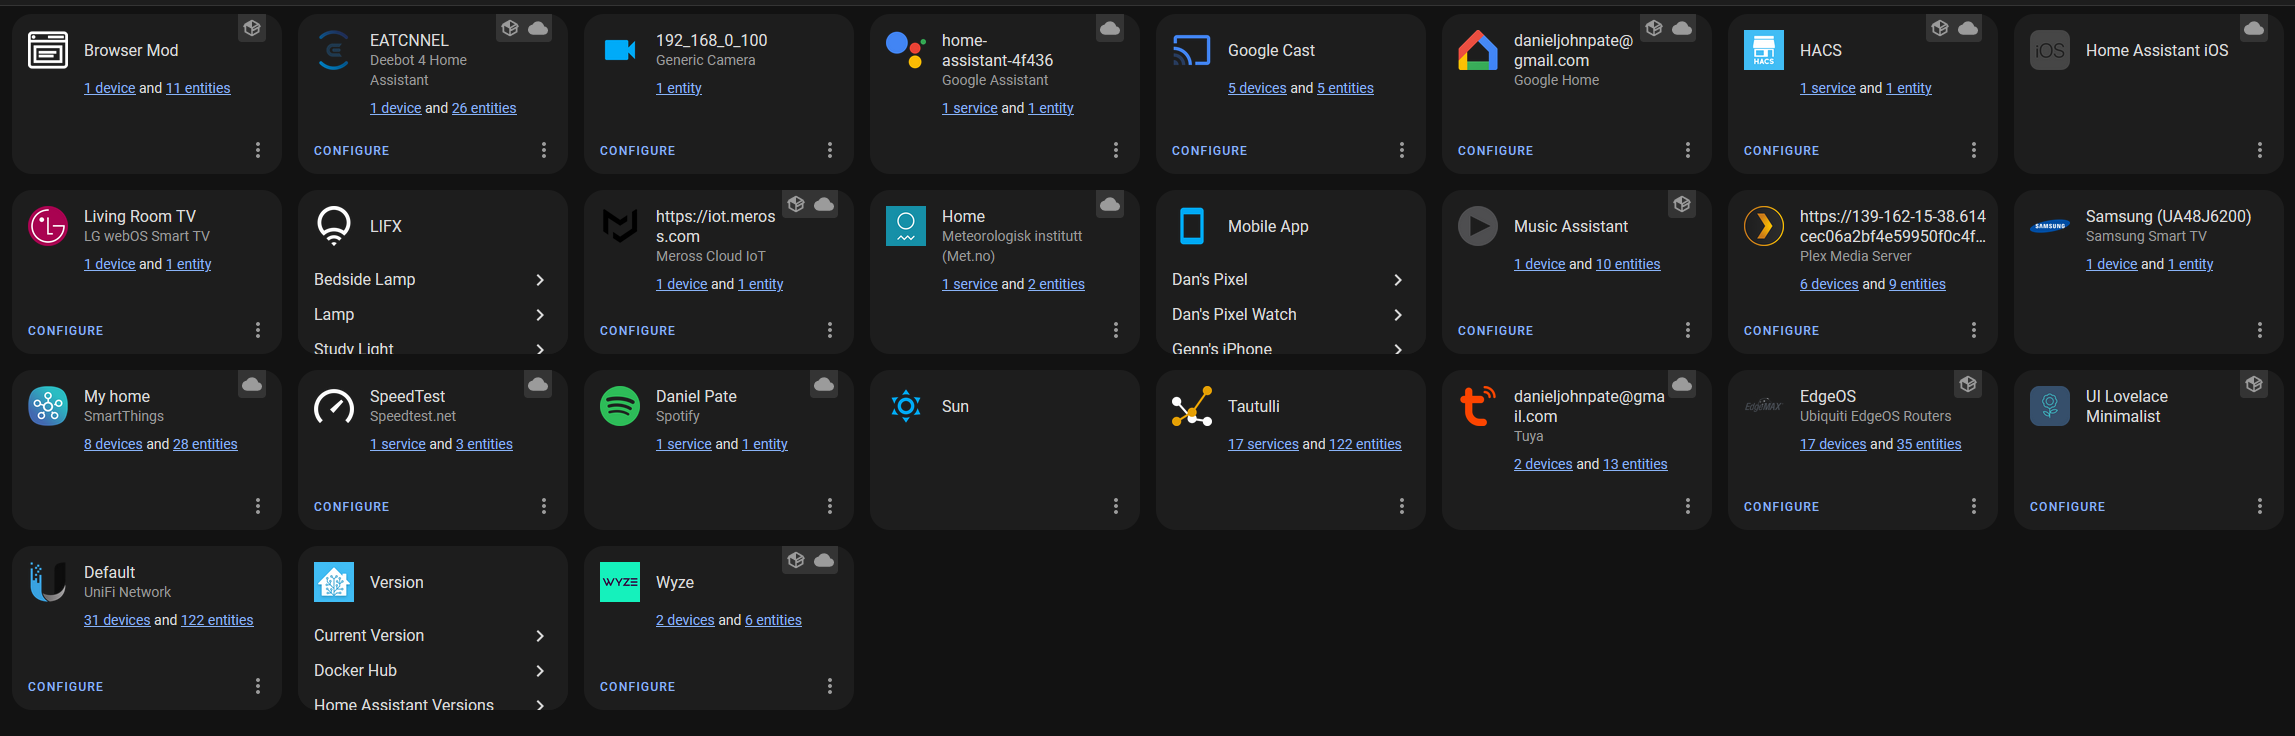 Browser Mod
1 device and 11 entities
EATCNNEL
Deebot 4 Home
Assistant
1 device and 26 entities
CONFIGURE
192_168_0_100
Generic Camera
1 entity
CONFIGURE
home-
assistant-4f436
Google Assistant
1 service and 1 entity
Google Cast
5 devices and 5 entities
CONFIGURE
danieljohnpate@
gmail.com
Google Home
CONFIGURE
HACS
HACS
1 service and 1 entity
CONFIGURE
iOS
Home Assistant iOS
LG
Living Room TV
LG webOS Smart TV
1 device and 1 entity
CONFIGURE
LIFX
Bedside Lamp
Lamp
Study Light
https://iot.meros
s.com
Meross Cloud IoT
1 device and 1 entity
CONFIGURE
Home
Meteorologisk institutt
(Met.no)
1 service and 2 entities
Mobile App
Dan's Pixel
Dan's Pixel Watch
Genn's iPhone
Music Assistant
1 device and 10 entities
CONFIGURE
https://139-162-15-38.614
cec06a2bf4e59950f0c4f...
Plex Media Server
6 devices and 9 entities
CONFIGURE
SAMSUNG
Samsung (UA48J6200)
Samsung Smart TV
1 device and 1 entity
My home
SmartThings
8 devices and 28 entities
SpeedTest
Speedtest.net
1 service and 3 entities
CONFIGURE
Daniel Pate
Spotify
1 service and 1 entity
Sun
Tautulli
17 services and 122 entities
danieljohnpate@gma
il.com
Tuya
2 devices and 13 entities
EdgeMAX
EdgeOS
Ubiquiti EdgeOS Routers
17 devices and 35 entities
CONFIGURE
UI Lovelace
Minimalist
CONFIGURE
Default
UniFi Network
31 devices and 122 entities
CONFIGURE
Version
Current Version
Docker Hub
Home Assistant Versions
WYZE
Wyze
2 devices and 6 entities
CONFIGURE